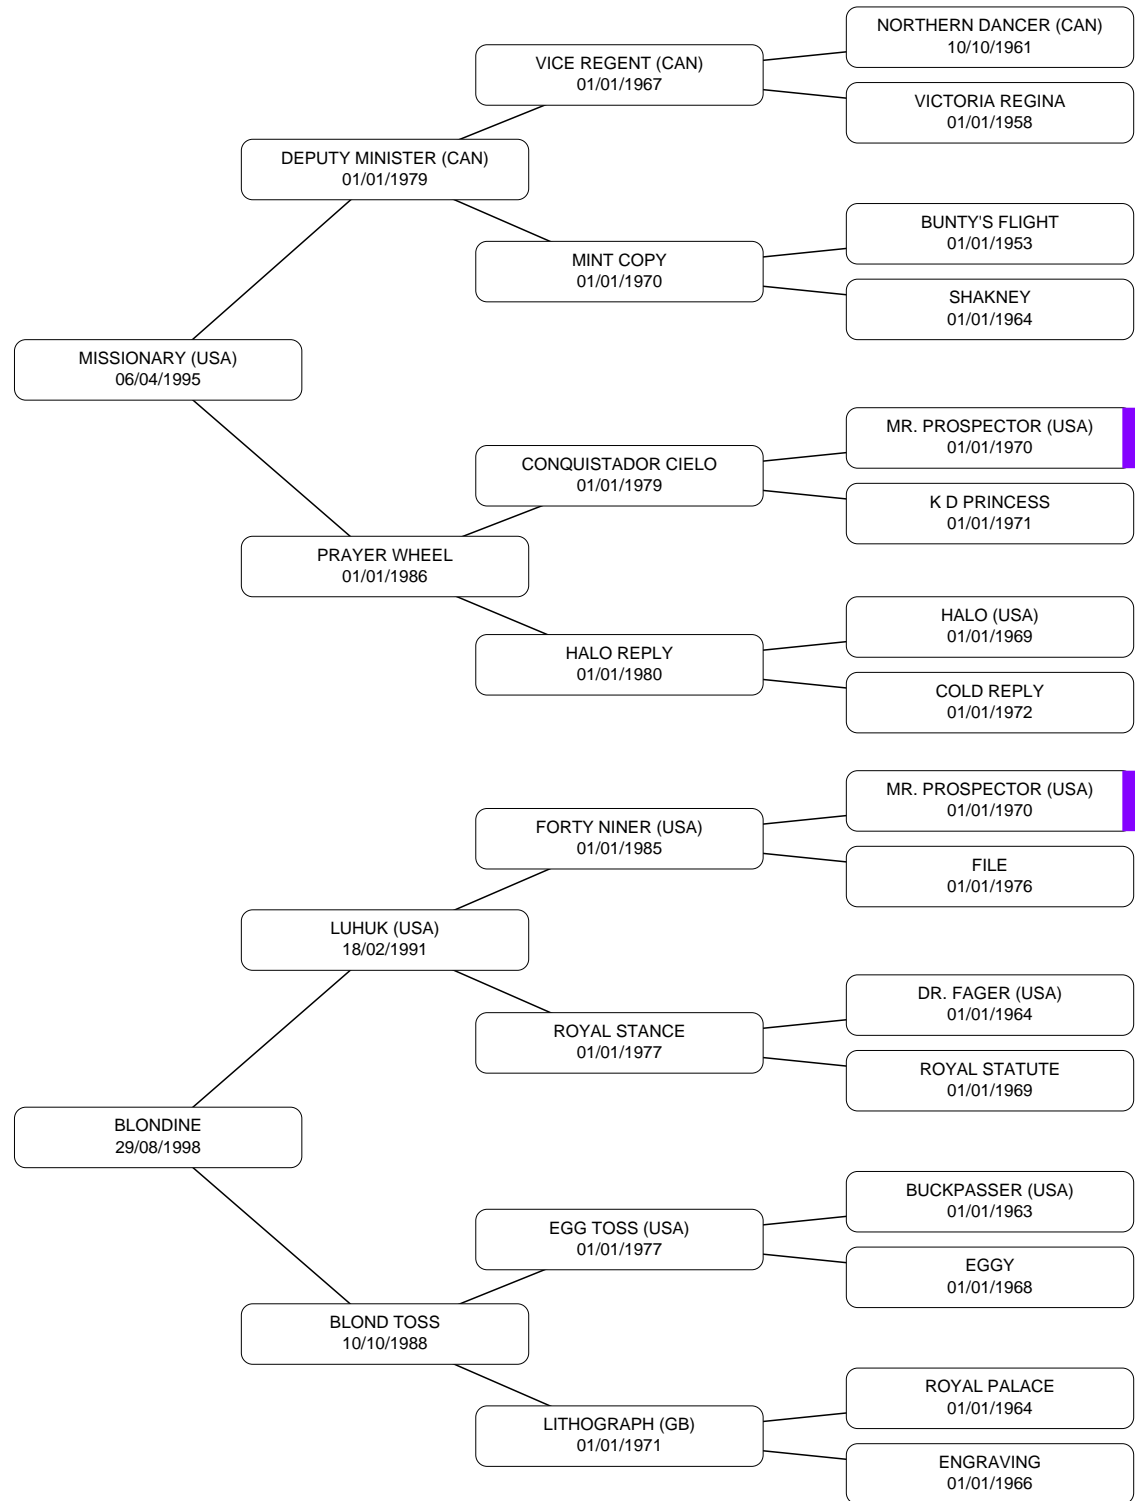 NORTHERN DANCER (CAN)
10/10/1961
VICE REGENT (CAN)
01/01/1967
VICTORIA REGINA
01/01/1958
DEPUTY MINISTER (CAN)
01/01/1979
BUNTY'S FLIGHT
01/01/1953
MINT COPY
01/01/1970
SHAKNEY
01/01/1964
MISSIONARY (USA)
06/04/1995
MR. PROSPECTOR (USA)
01/01/1970
CONQUISTADOR CIELO
01/01/1979
K D PRINCESS
01/01/1971
PRAYER WHEEL
01/01/1986
HALO (USA)
01/01/1969
HALO REPLY
01/01/1980
COLD REPLY
01/01/1972
MR. PROSPECTOR (USA)
01/01/1970
FORTY NINER (USA)
01/01/1985
FILE
01/01/1976
LUHUK (USA)
18/02/1991
DR. FAGER (USA)
01/01/1964
ROYAL STANCE
01/01/1977
ROYAL STATUTE
01/01/1969
BLONDINE
29/08/1998
BUCKPASSER (USA)
01/01/1963
EGG TOSS (USA)
01/01/1977
EGGY
01/01/1968
BLOND TOSS
10/10/1988
ROYAL PALACE
01/01/1964
LITHOGRAPH (GB)
01/01/1971
ENGRAVING
01/01/1966